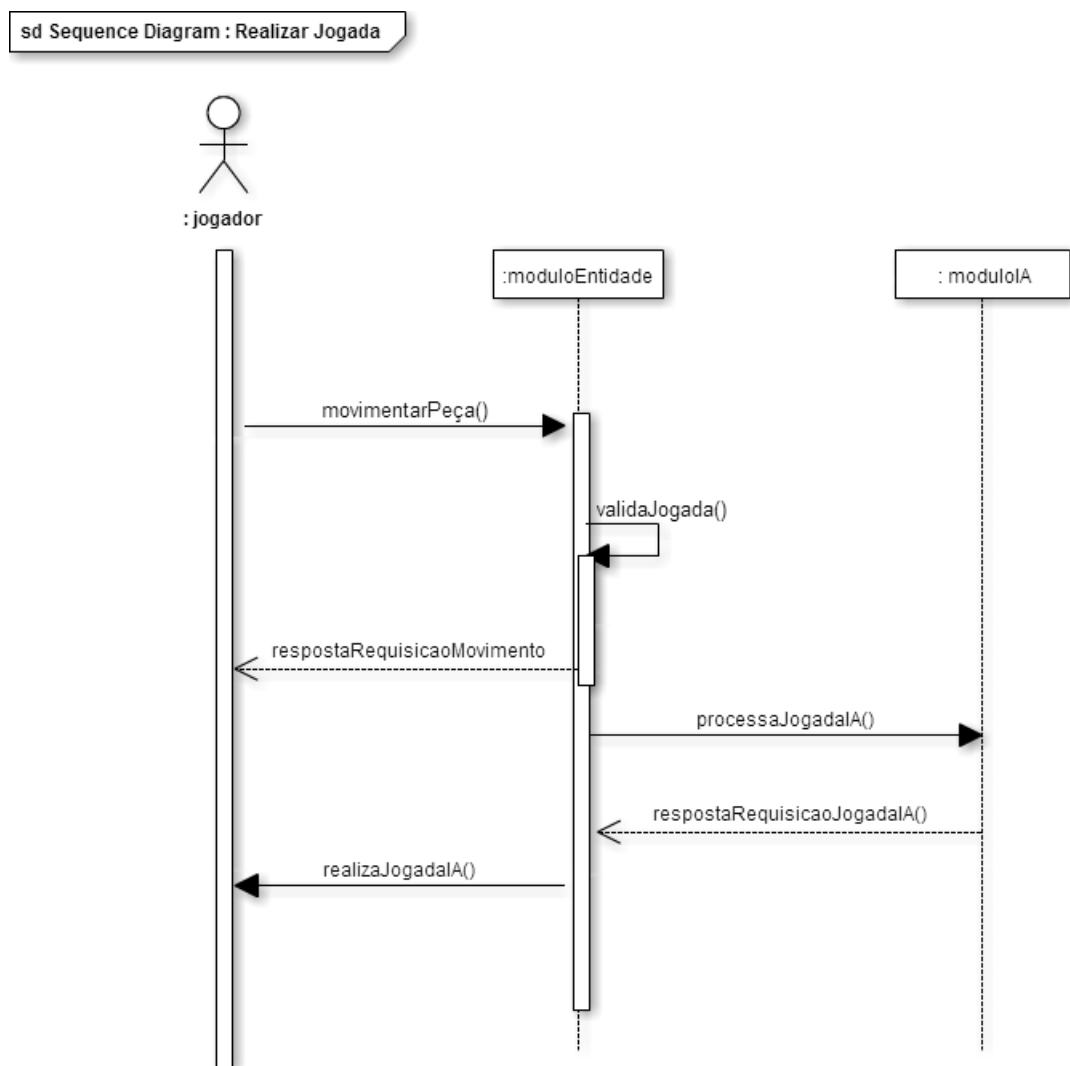 sd Sequence Diagram : Realizar Jogada
: jogador
:moduloEntidade
: moduloIA
movimentarPeça()
validaJogada()
respostaRequisicaoMovimento
processaJogadaIA()
respostaRequisicaoJogadaIA()
realizaJogadaIA()